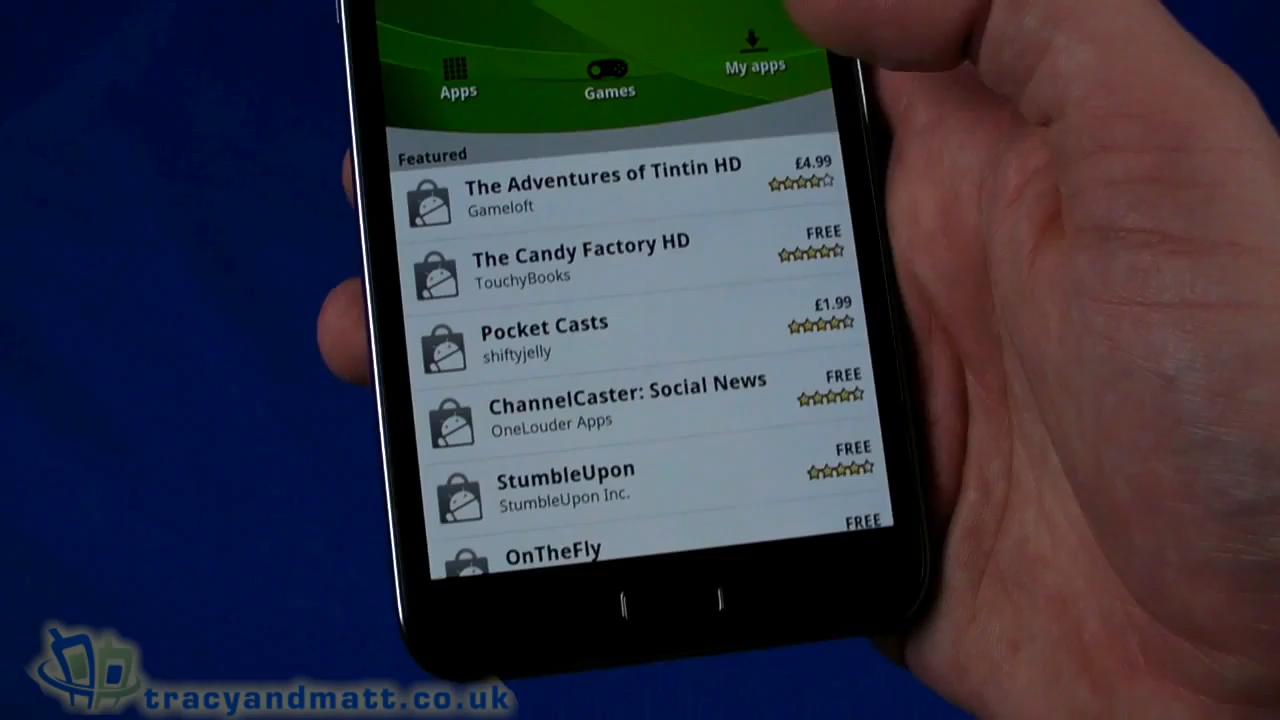 Apps
Games
My apps
Featured
The Adventures of Tintin HD
£4.99
Gameloft
The Candy Factory HD
FREE
TouchyBooks
Pocket Casts
£1.99
shiftyjelly
ChannelCaster: Social News
FREE
OneLouder Apps
StumbleUpon
FREE
StumbleUpon Inc.
OnTheFly
FREE
tracyandmatt.co.uk